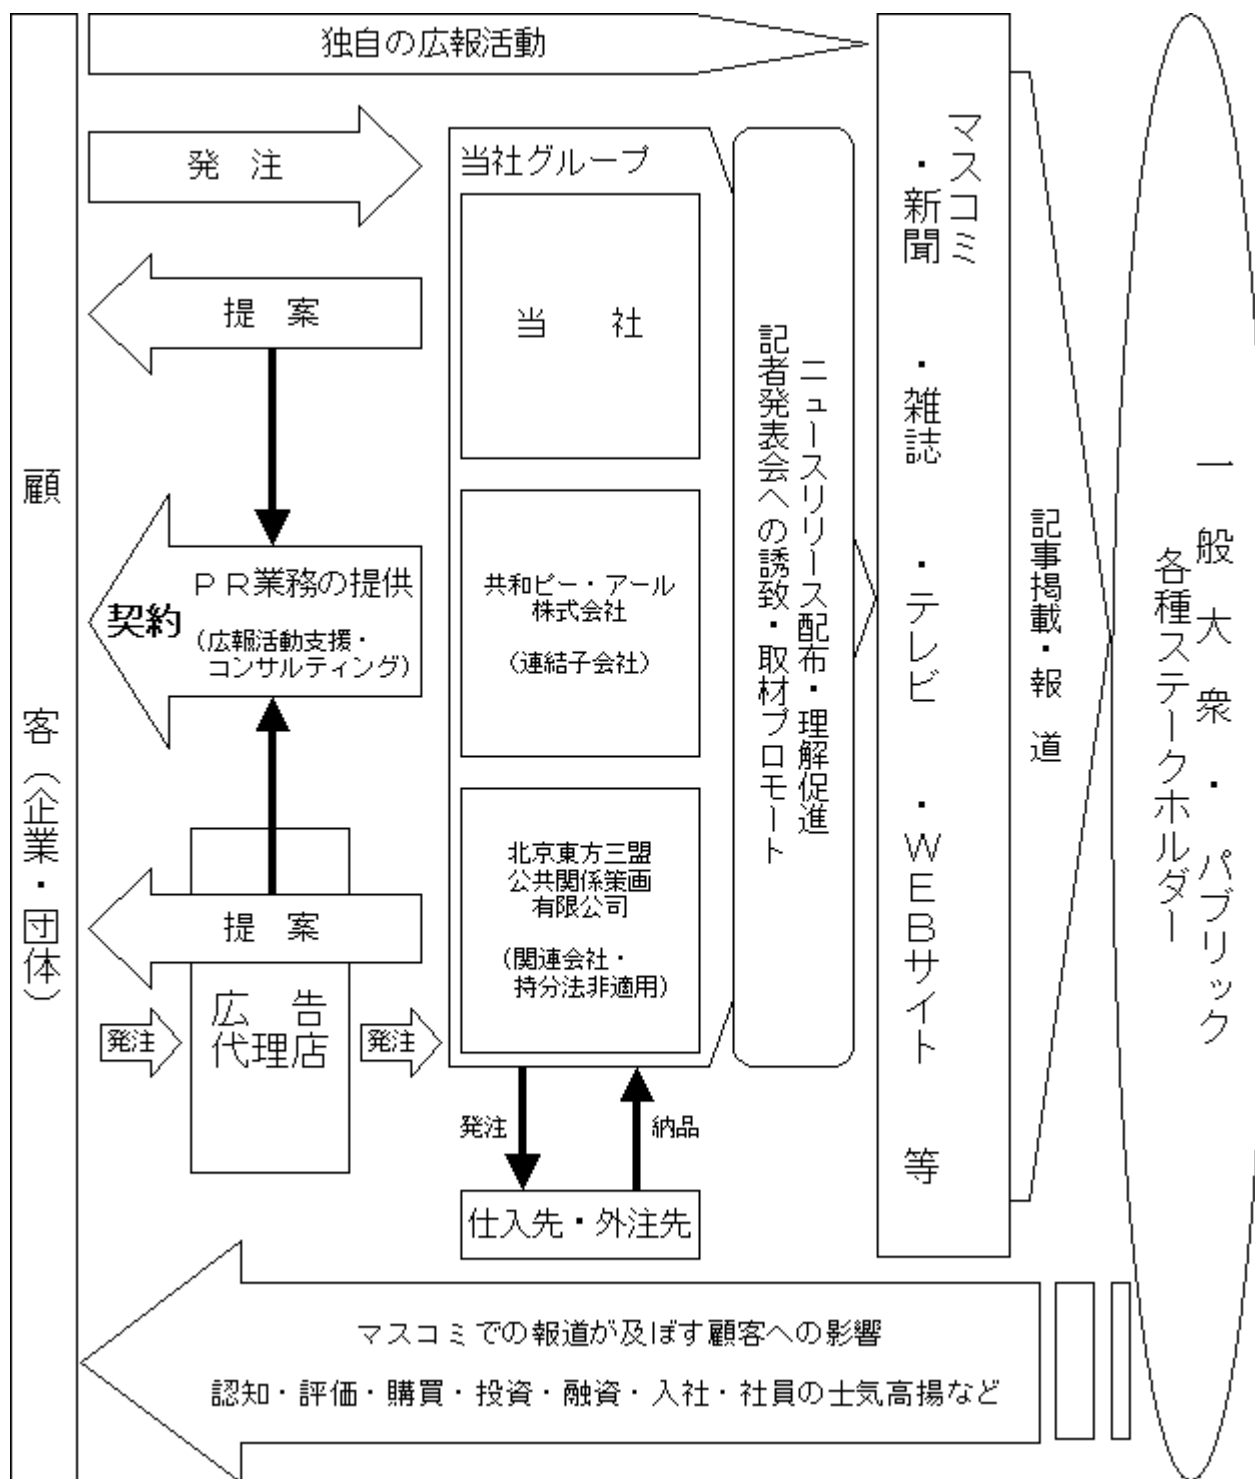 独自の広報活動
発 注
提 案
顧 客（企業・団体）
契約
ＰＲ業務の提供
（広報活動支援・
コンサルティング）
提 案
発注
広 告
代理店
発注
当社グループ
当 社
共和ピー・アール
株式会社
（連結子会社）
北京東方三盟
公共関係策画
有限公司
（関連会社・
持分法非適用）
発注
納品
仕入先・外注先
ニュースリリース配布・理解促進
記者発表会への誘致・取材プロモート
マスコミ
・新聞 ・雑誌 ・テレビ ・ＷＥＢサイト 等
記事掲載・報道
一般大衆・パブリック
各種ステークホルダー
マスコミでの報道が及ぼす顧客への影響
認知・評価・購買・投資・融資・入社・社員の士気高揚など